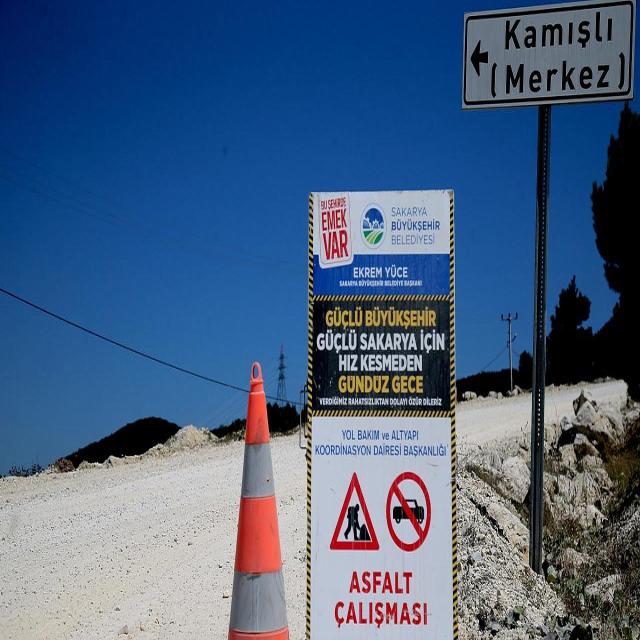 Kamışlı
(Merkez)
BU ŞEHİRDE
EMEK
VAR
SAKARYA
BÜYÜKŞEHİR
BELEDİYESİ
EKREM YÜCE
SAKARYA BÜYÜKŞEHİR BELEDİYE BAŞKANI
GÜÇLÜ BÜYÜKŞEHİR
GÜÇLÜ SAKARYA İÇİN
HIZ KESMEDEN
GÜNDÜZ GECE
VERDİĞİMİZ RAHATSIZLIKTAN DOLAYI ÖZÜR DİLERİZ
YOL BAKIM ve ALTYAPI
KOORDİNASYON DAİRESİ BAŞKANLIĞI
ASFALT
ÇALIŞMASI